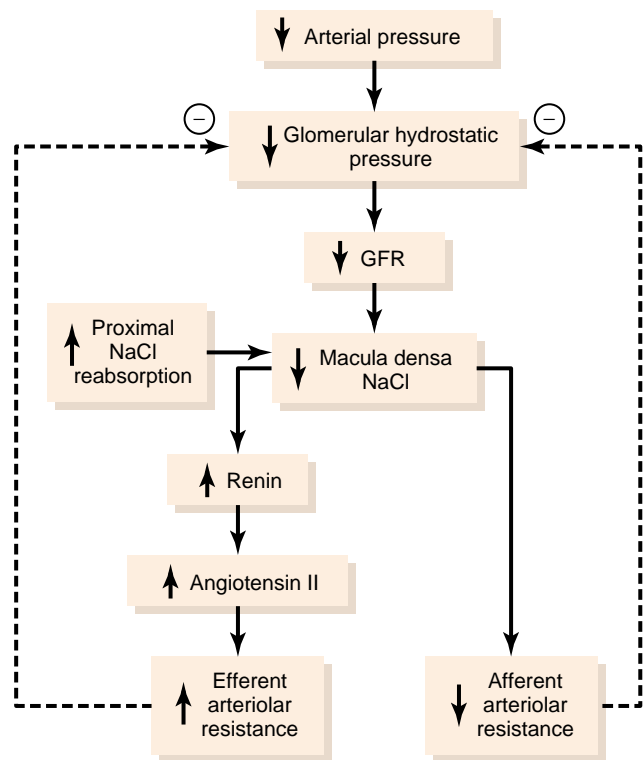 Arterial pressure
−
−
Glomerular hydrostatic
pressure
GFR
Proximal
NaCl
reabsorption
Macula densa
NaCl
Renin
Angiotensin II
Efferent
arteriolar
resistance
Afferent
arteriolar
resistance